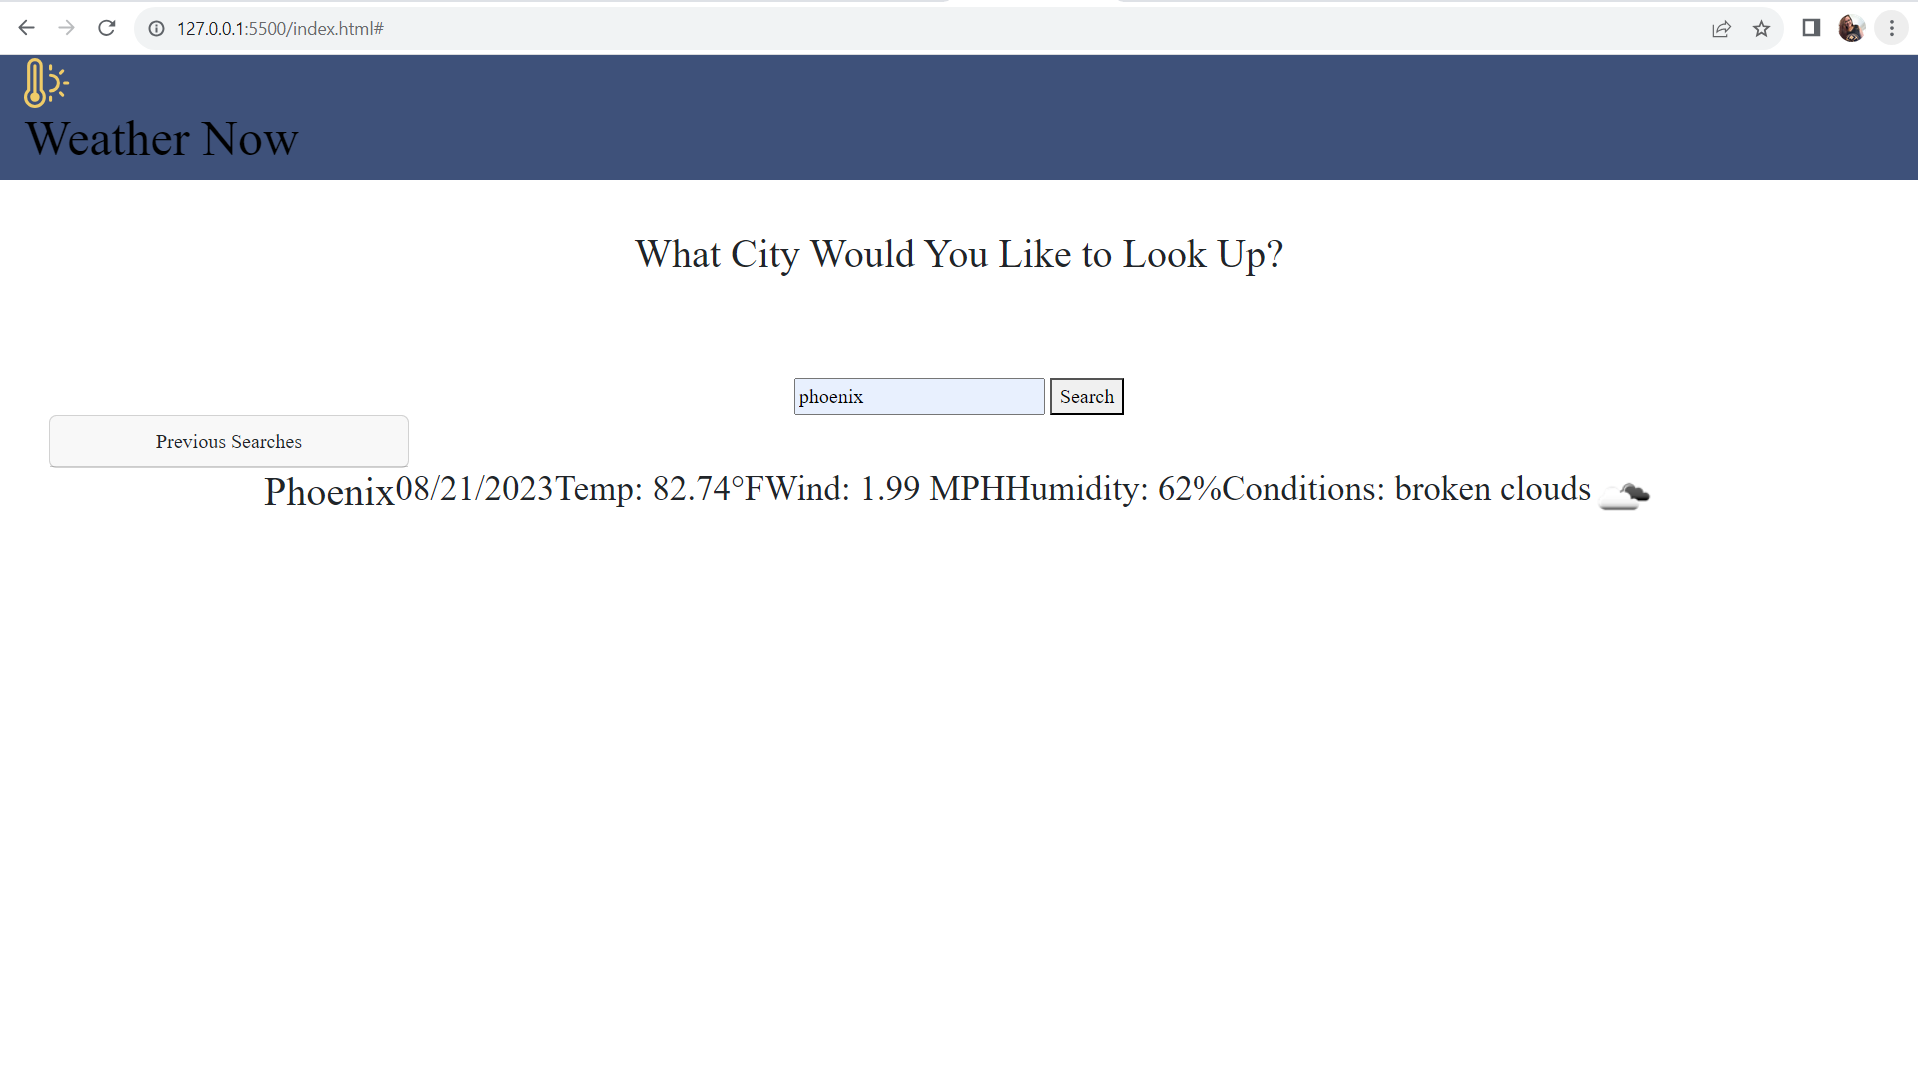 127.0.0.1:5500/index.html#
Weather Now
What City Would You Like to Look Up?
phoenix Search
Previous Searches
Phoenix08/21/2023Temp: 82.74°FWind: 1.99 MPHHumidity: 62%Conditions: broken clouds